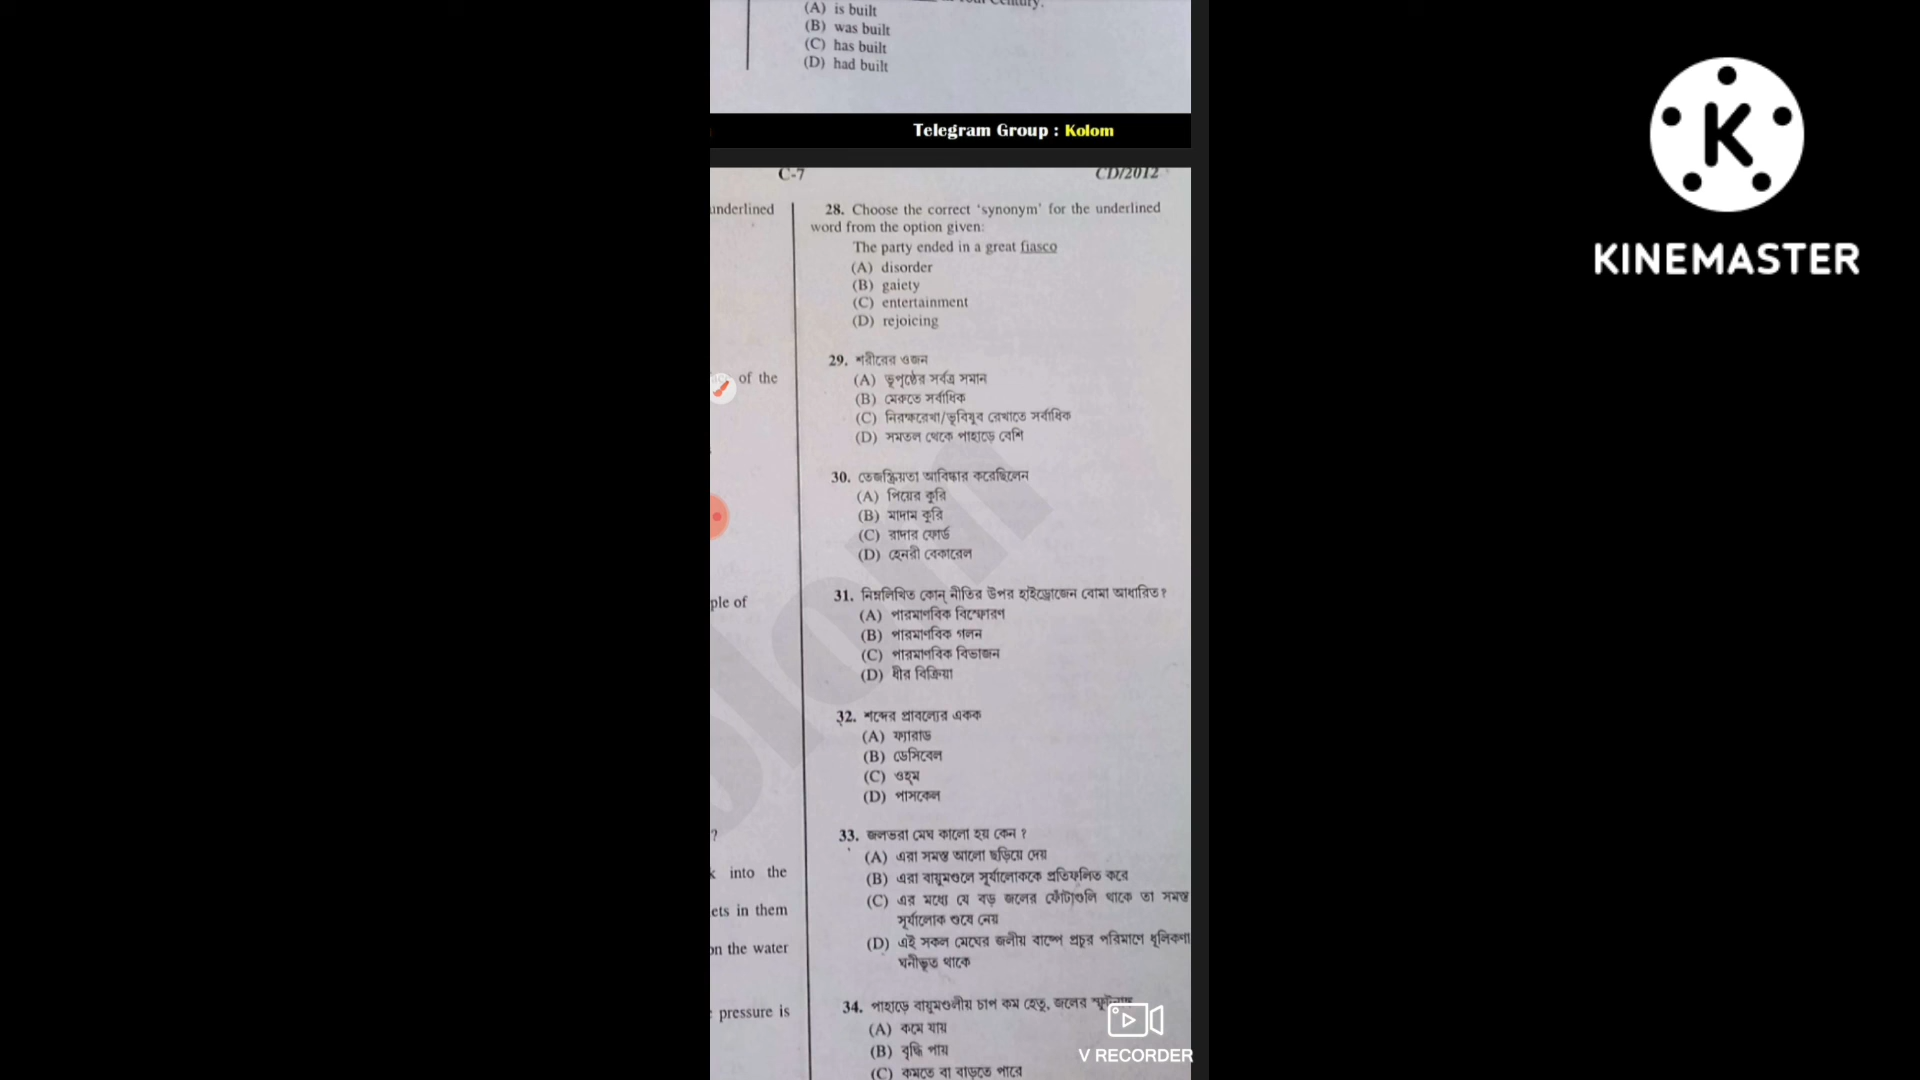 (A) is built
(B) was built
(C) has built
(D) had built
Telegram Group : Kolom
C-7 CD/2012
underlined
of the
ple of
?
into the
ets in them
on the water
pressure is
28. Choose the correct ‘synonym’ for the underlined
word from the option given:
The party ended in a great fiasco
(A) disorder
(B) gaiety
(C) entertainment
(D) rejoicing
29. শরীরের ওজন
(A) ভূপৃষ্ঠের সর্বত্র সমান
(B) মেরুতে সর্বাধিক
(C) নিরক্ষরেখা/ভূবিষুব রেখাতে সর্বাধিক
(D) সমতল থেকে পাহাড়ে বেশি
30. তেজস্ক্রিয়তা আবিষ্কার করেছিলেন
(A) পিয়ের কুরি
(B) মাদাম কুরি
(C) রাদার ফোর্ড
(D) হেনরী বেকারেল
31. নিম্নলিখিত কোন্ নীতির উপর হাইড্রোজেন বোমা আধারিত?
(A) পারমাণবিক বিস্ফোরণ
(B) পারমাণবিক গলন
(C) পারমাণবিক বিভাজন
(D) ধীর বিক্রিয়া
32. শব্দের প্রাবল্যের একক
(A) ফ্যারাড
(B) ডেসিবেল
(C) ওহ্‌ম
(D) পাসকেল
33. জলভরা মেঘ কালো হয় কেন ?
(A) এরা সমস্ত আলো ছড়িয়ে দেয়
(B) এরা বায়ুমণ্ডলে সূর্যালোককে প্রতিফলিত করে
(C) এর মধ্যে যে বড় জলের ফোঁটাগুলি থাকে তা সমস্ত
সূর্যালোক শুষে নেয়
(D) এই সকল মেঘের জলীয় বাষ্পে প্রচুর পরিমাণে ধূলিকণা
ঘনীভূত থাকে
34. পাহাড়ে বায়ুমণ্ডলীয় চাপ কম হেতু, জলের
(A) কমে যায়
(B) বৃদ্ধি পায়
(C) কমতে বা বাড়তে পারে
V RECORDER
KINEMASTER